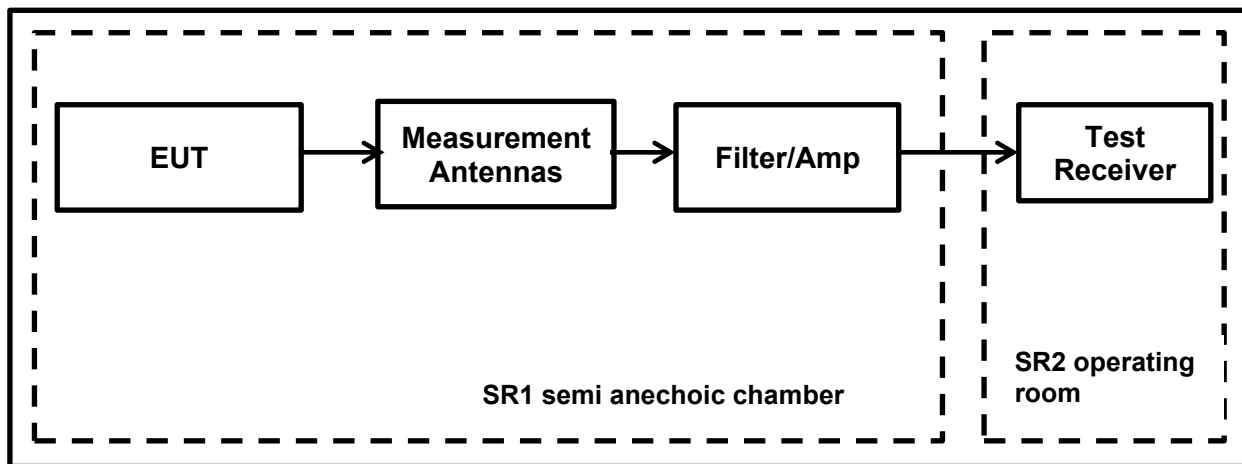 EUT
Measurement
Antennas
Filter/Amp
Test
Receiver
SR1 semi anechoic chamber
SR2 operating
room